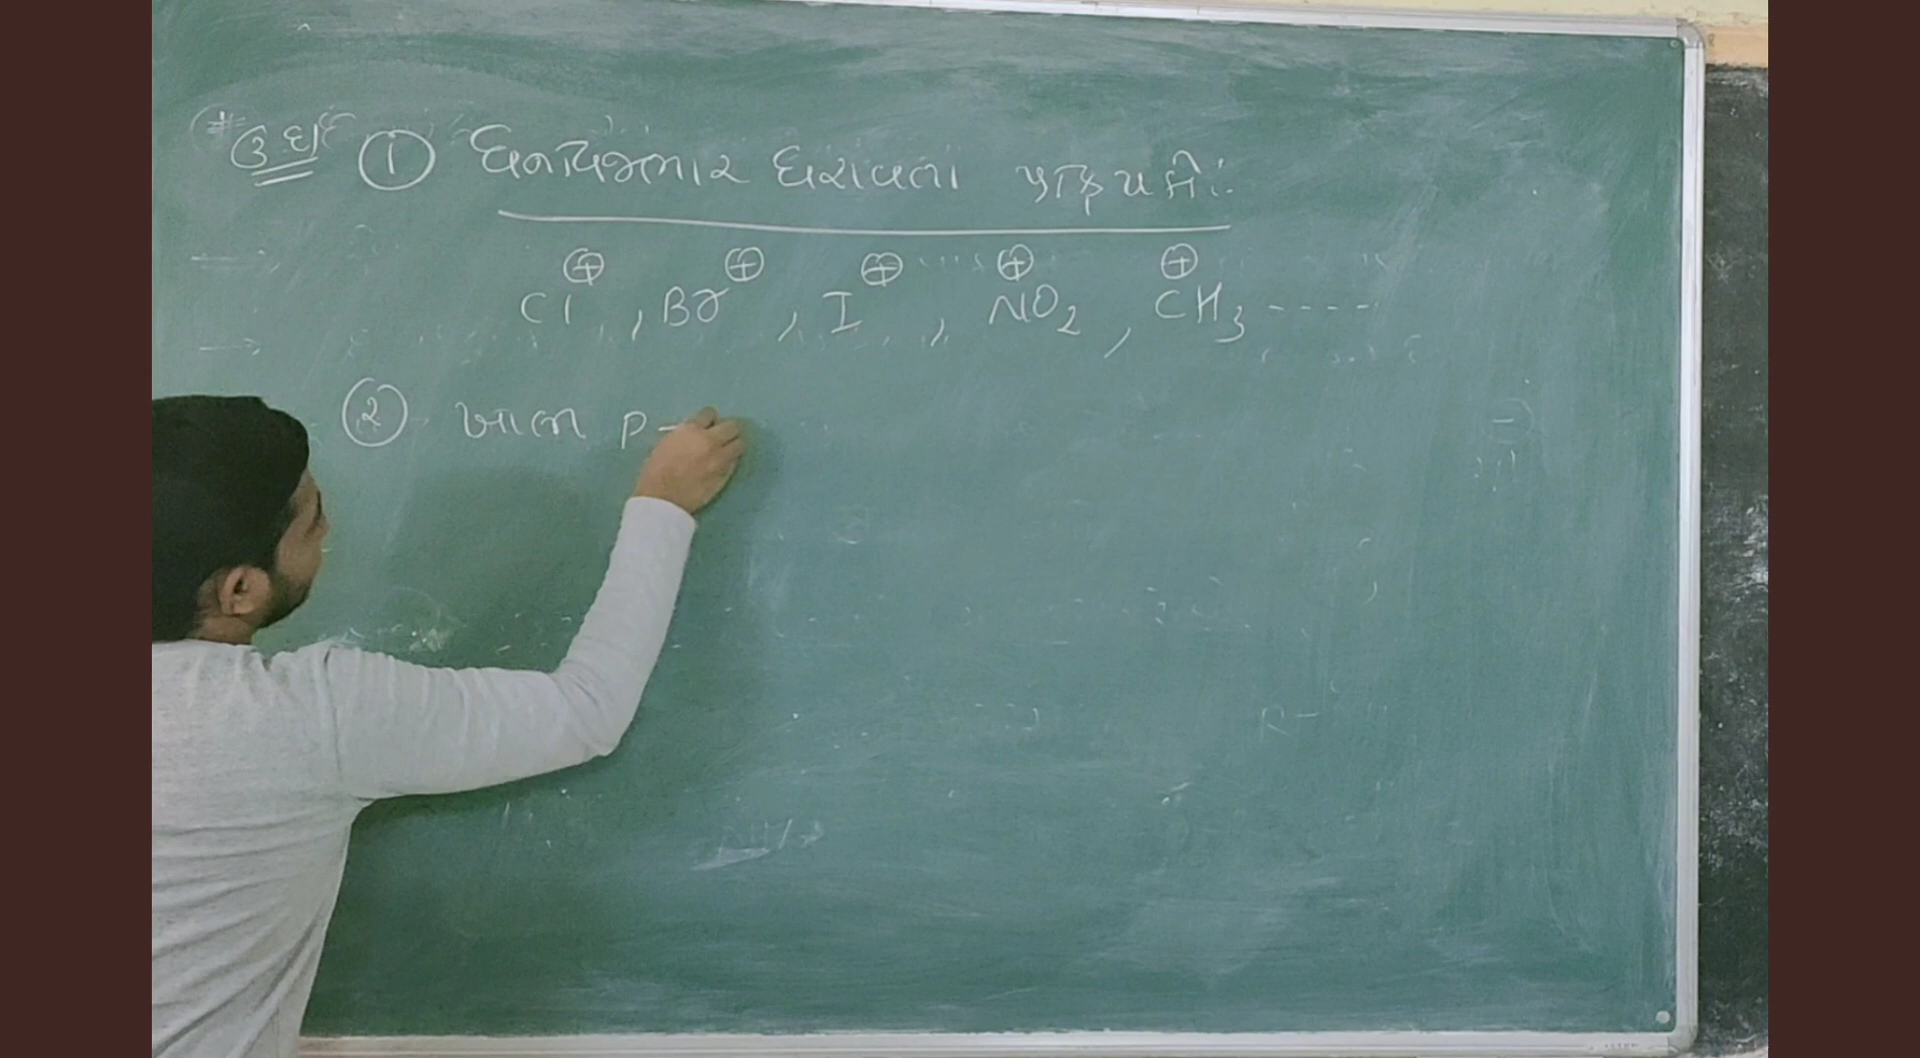 ઉદા ① ધનવિજભાર ધરાવતા પ્રક્રિયકો :-
Cl⊕ , Br⊕ , I⊕ , NO₂⊕ , CH₃⊕ ----
② ખાલી p-